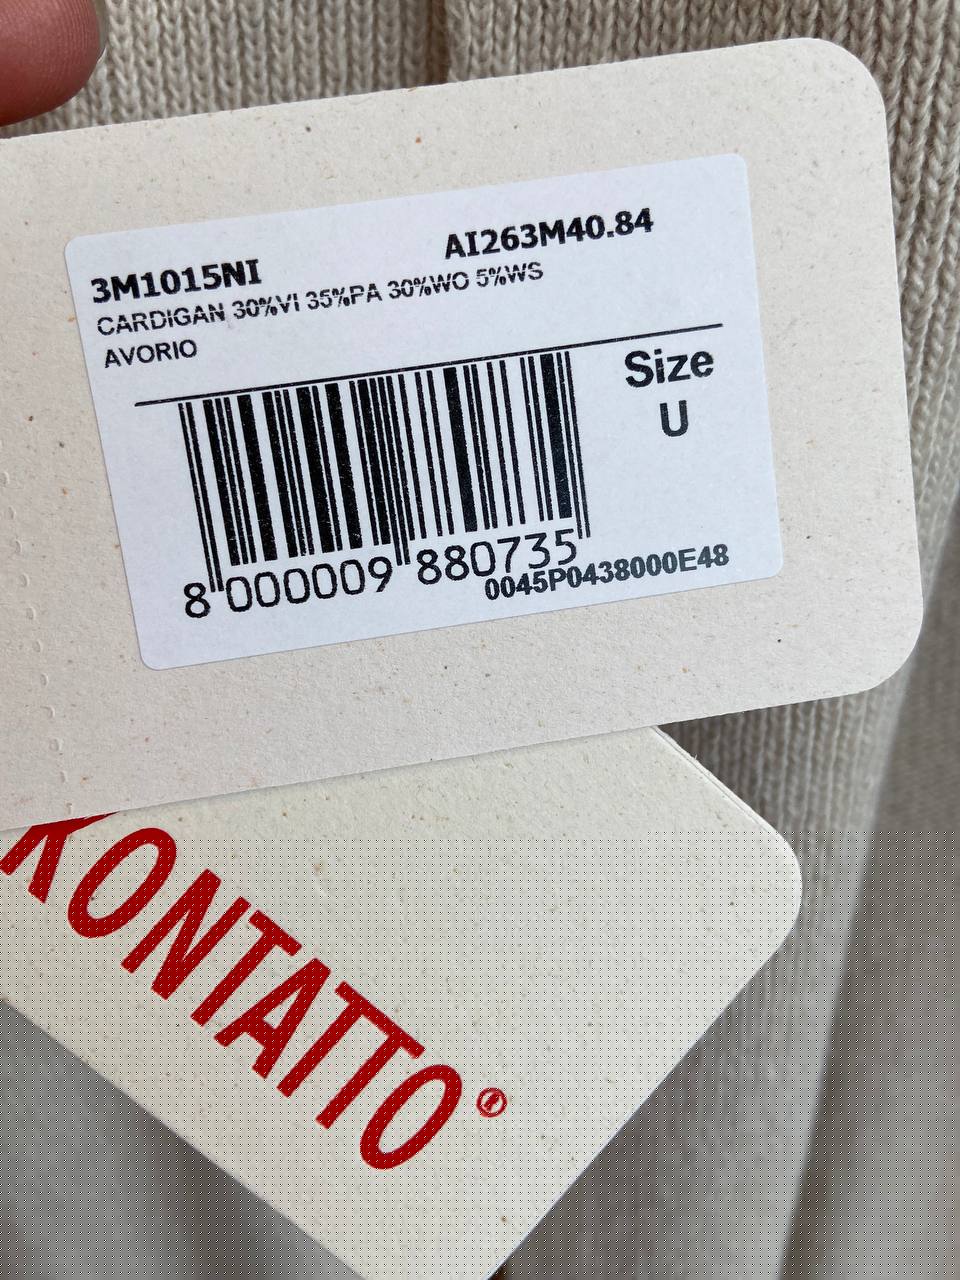 3M1015NI AI263M40.84
CARDIGAN 30%VI 35%PA 30%WO 5%WS
AVORIO
Size
U
8 000009 880735
0045P0438000E48
KONTATTO®